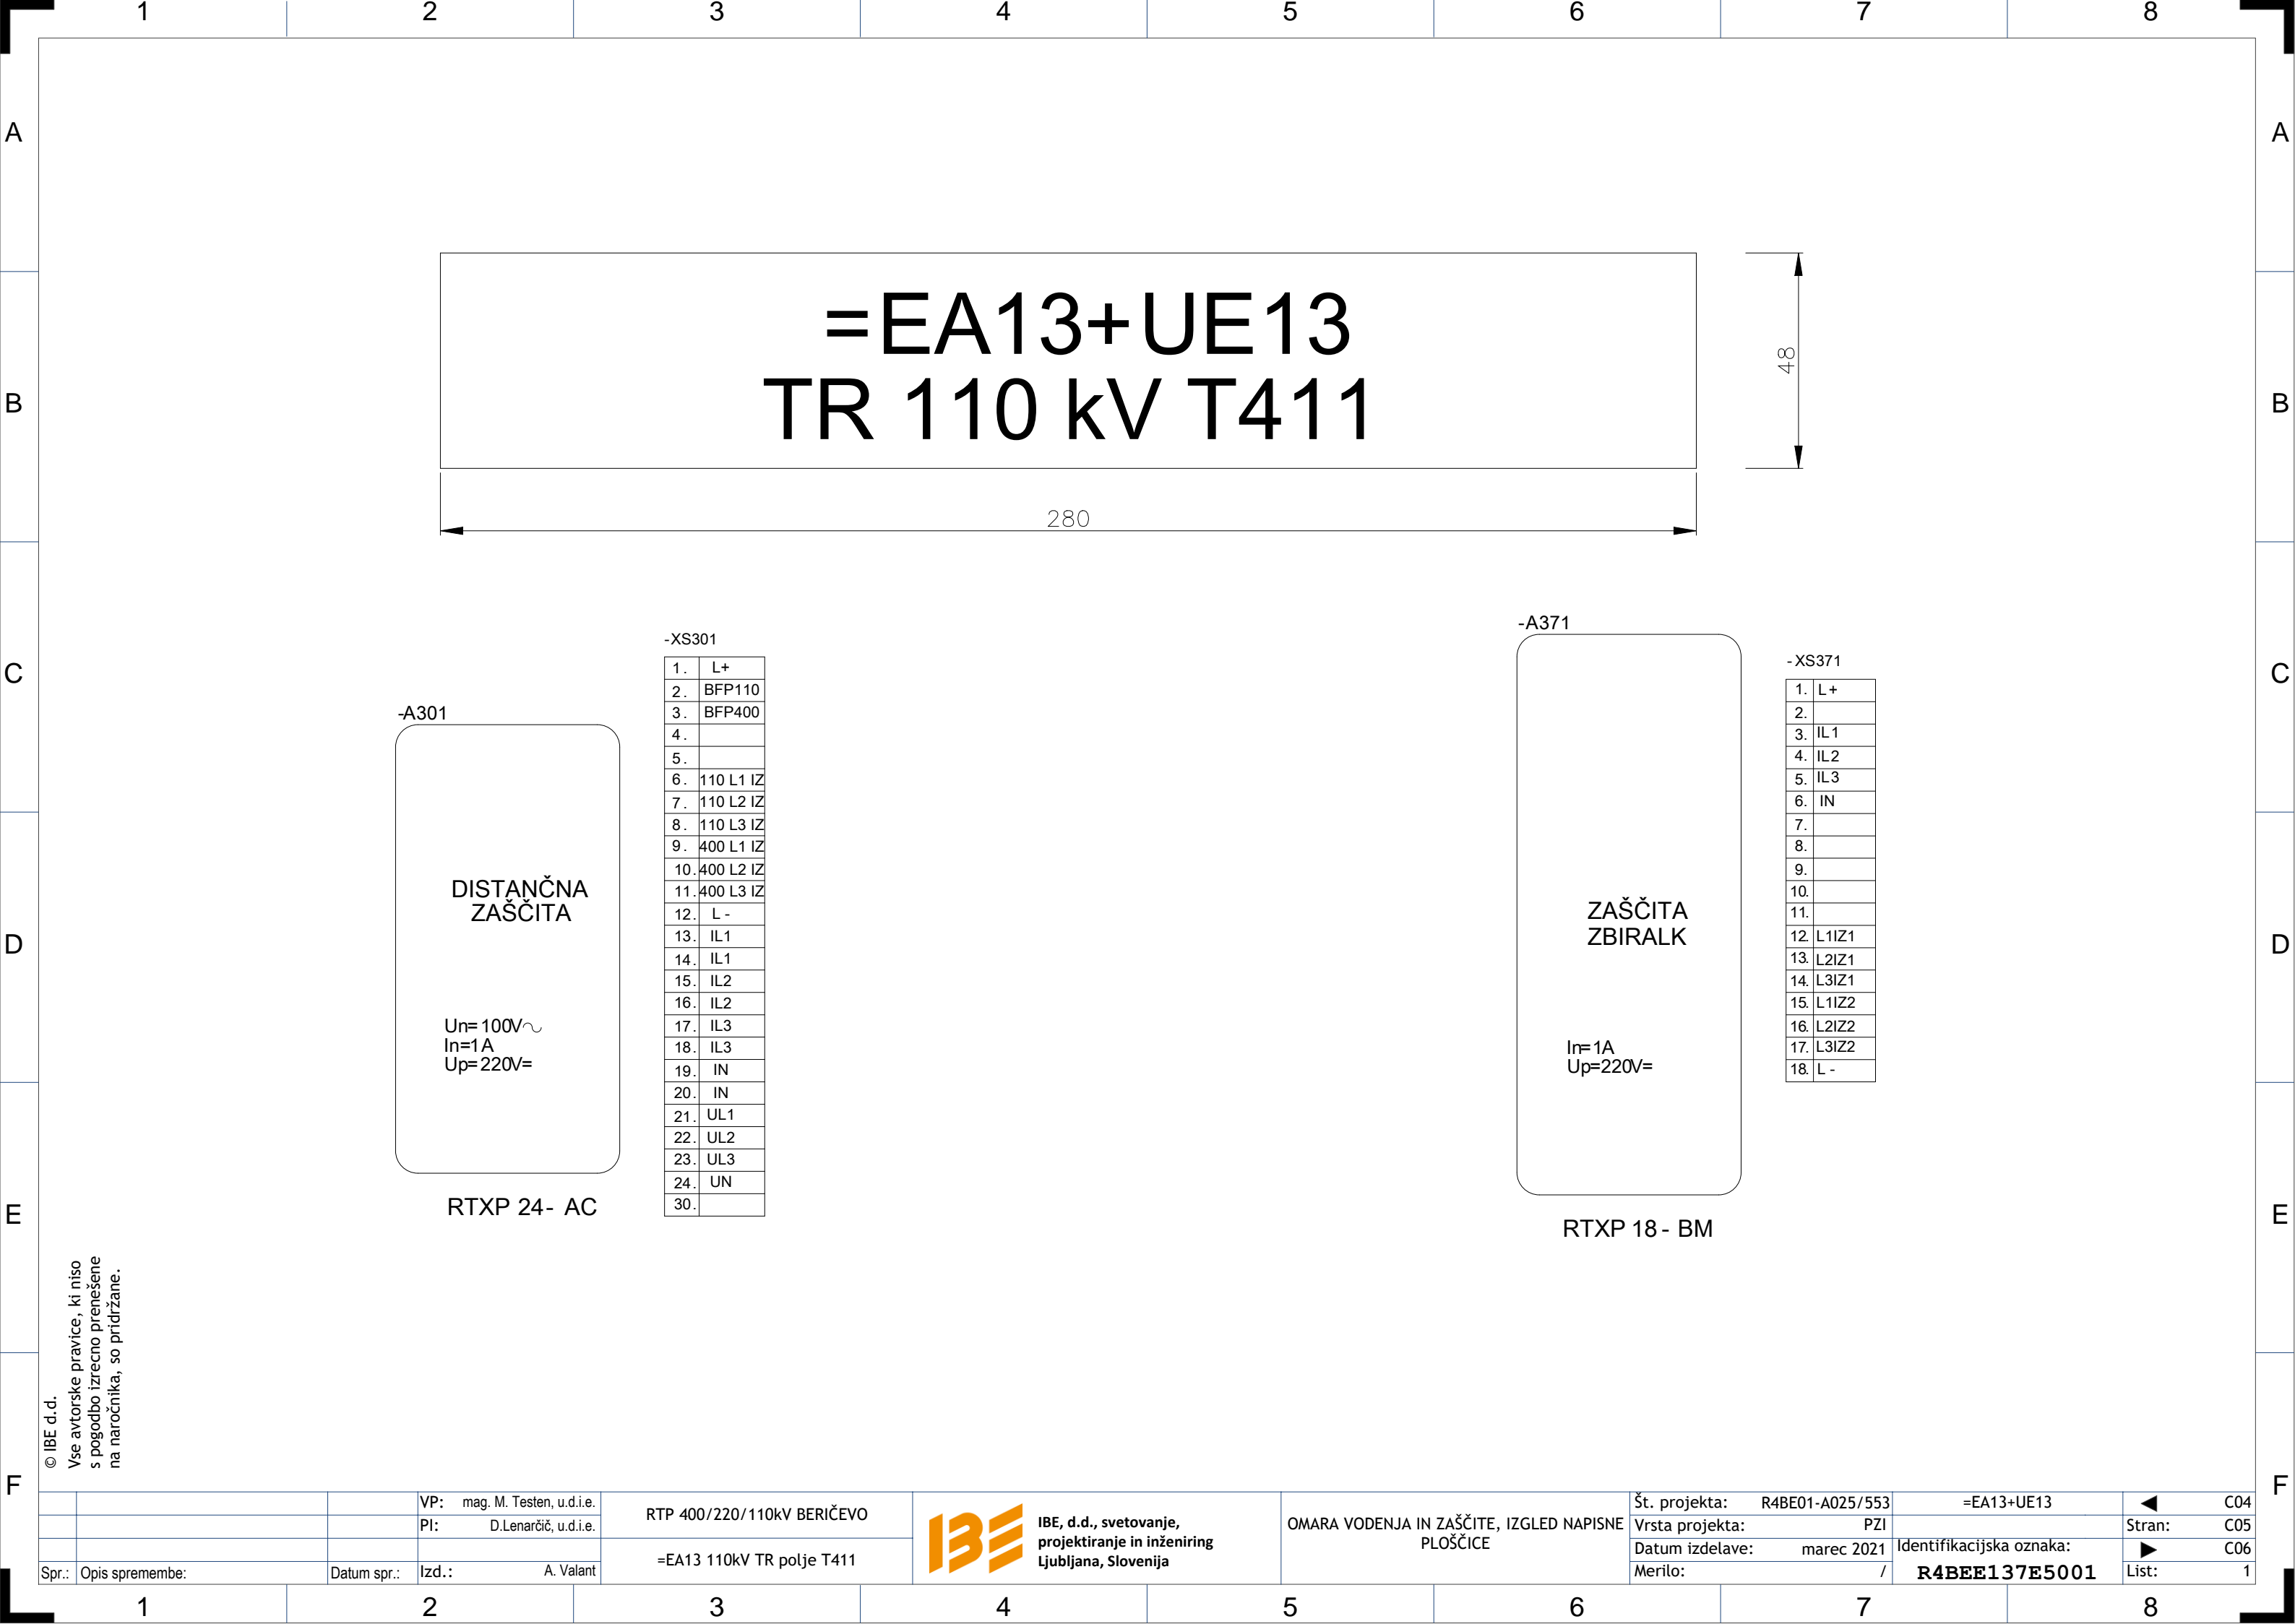 1 2 3 4 5 6 7 8
A A
B B
C C
D D
E E
F F
=EA13+UE13
TR 110 kV T411
48
280
-A301
DISTANČNA
ZAŠČITA
Un=100V~
In=1A
Up=220V=
RTXP 24- AC
-XS301
1. L+
2. BFP110
3. BFP400
4.
5.
6. 110 L1 IZ
7. 110 L2 IZ
8. 110 L3 IZ
9. 400 L1 IZ
10. 400 L2 IZ
11. 400 L3 IZ
12. L -
13. IL1
14. IL1
15. IL2
16. IL2
17. IL3
18. IL3
19. IN
20. IN
21. UL1
22. UL2
23. UL3
24. UN
30.
-A371
ZAŠČITA
ZBIRALK
In=1A
Up=220V=
RTXP 18 - BM
-XS371
1. L+
2.
3. IL1
4. IL2
5. IL3
6. IN
7.
8.
9.
10.
11.
12. L1IZ1
13. L2IZ1
14. L3IZ1
15. L1IZ2
16. L2IZ2
17. L3IZ2
18. L -
© IBE d.d.
Vse avtorske pravice, ki niso
s pogodbo izrecno prenešene
na naročnika, so pridržane.
Spr.: Opis spremembe: Datum spr.:
VP: mag. M. Testen, u.d.i.e.
PI: D.Lenarčič, u.d.i.e.
Izd.: A. Valant
RTP 400/220/110kV BERIČEVO
=EA13 110kV TR polje T411
IBE
IBE, d.d., svetovanje,
projektiranje in inženiring
Ljubljana, Slovenija
OMARA VODENJA IN ZAŠČITE, IZGLED NAPISNE
PLOŠČICE
Št. projekta: R4BE01-A025/553
Vrsta projekta: PZI
Datum izdelave: marec 2021
Merilo: /
=EA13+UE13
Identifikacijska oznaka:
R4BEE137E5001
◀ C04
Stran: C05
▶ C06
List: 1
1 2 3 4 5 6 7 8